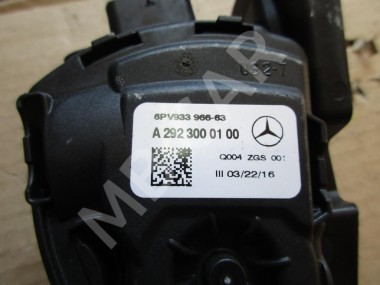 6PV933 966-63
A 292 300 01 00
Q004 ZGS 001
III 03/22/16